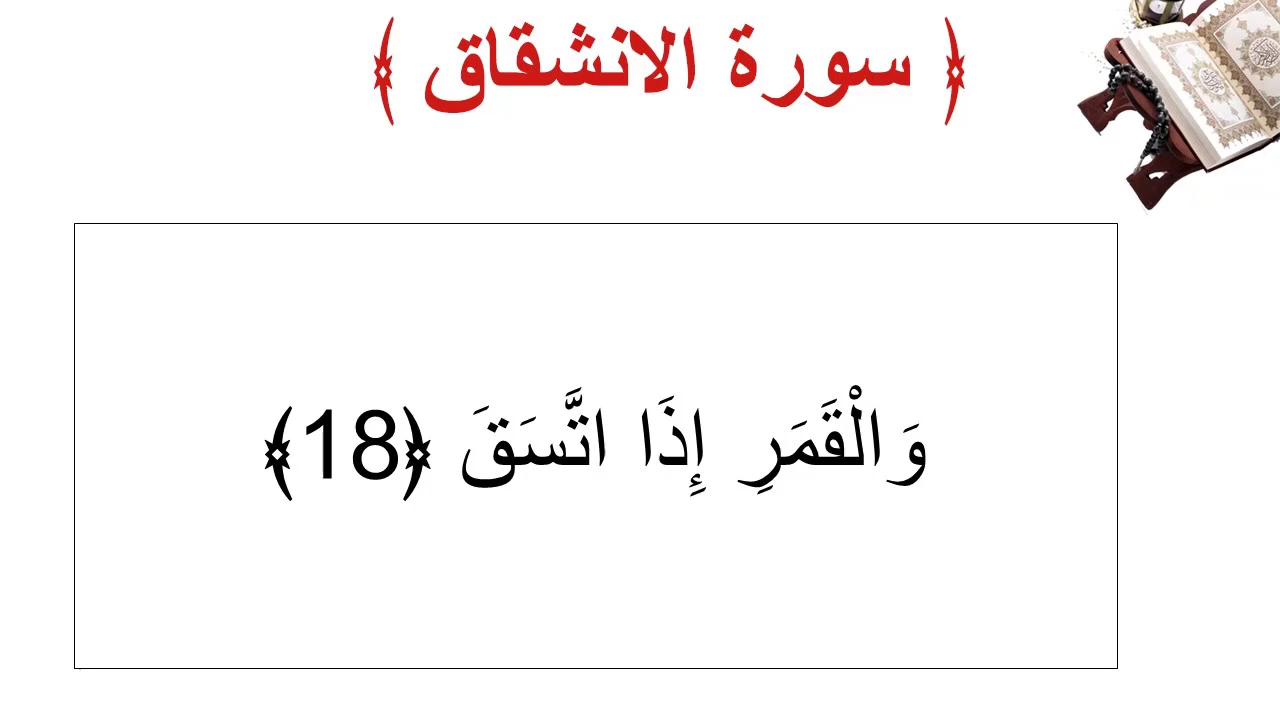 ﴿ سورة الانشقاق ﴾
وَالْقَمَرِ إِذَا اتَّسَقَ ﴿18﴾